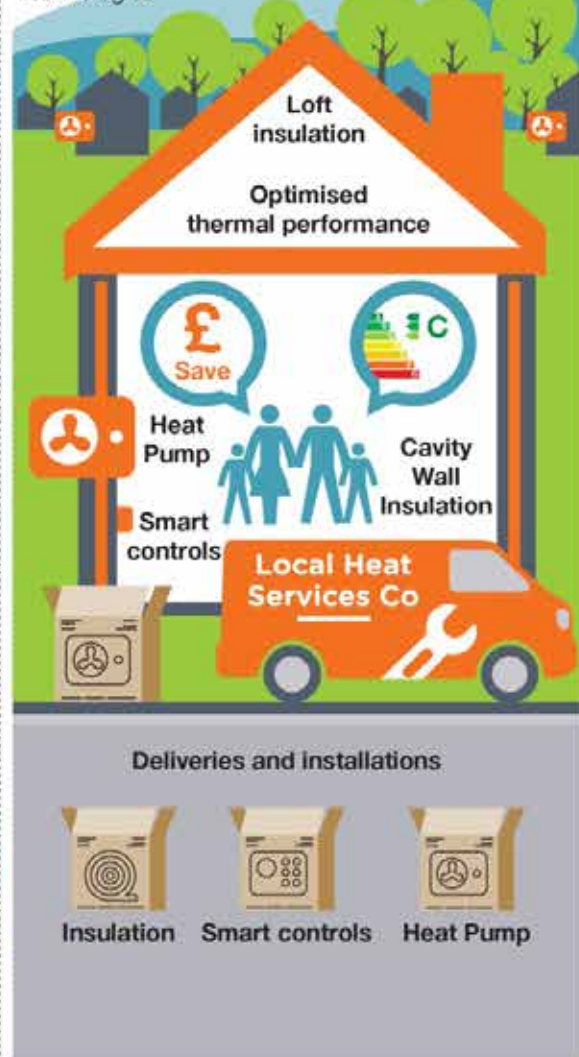 Loft
insulation
Optimised
thermal performance
£
Save
C
Heat
Pump
Cavity
Wall
Insulation
Smart
controls
Local Heat
Services Co
Deliveries and installations
Insulation
Smart controls
Heat Pump